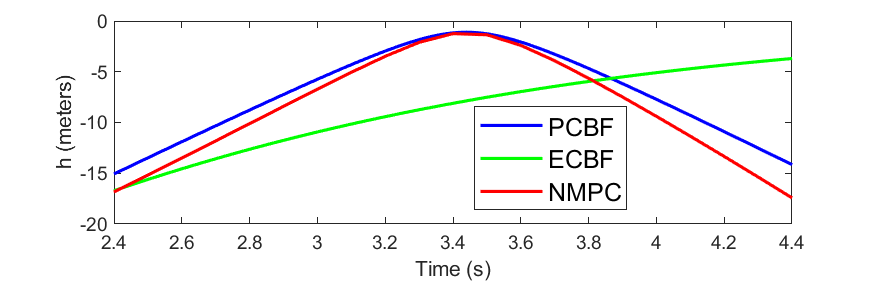 0
-5
-10
-15
-20
h (meters)
PCBF
ECBF
NMPC
2.4 2.6 2.8 3 3.2 3.4 3.6 3.8 4 4.2 4.4
Time (s)